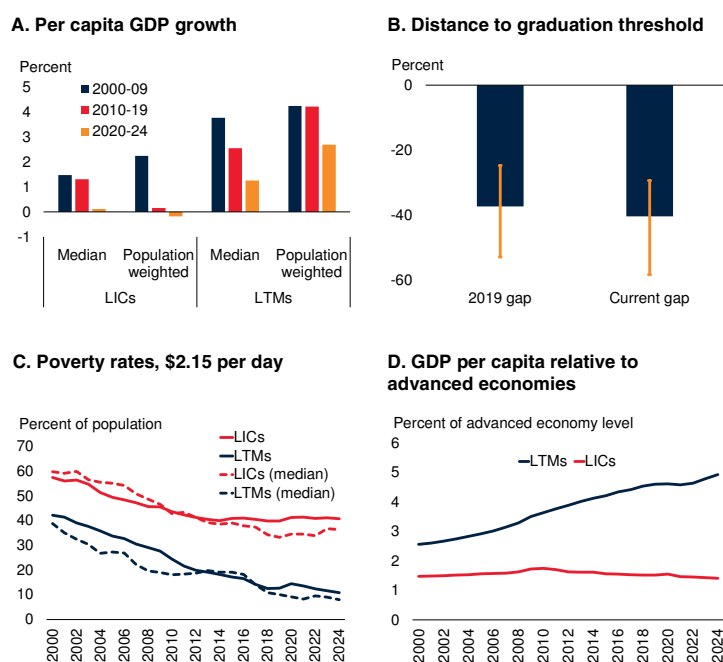 A. Per capita GDP growth
Percent
5
4
3
2
1
0
-1
2000-09
2010-19
2020-24
Median
Population weighted
Median
Population weighted
LICs
LTMs
B. Distance to graduation threshold
Percent
0
-20
-40
-60
2019 gap
Current gap
C. Poverty rates, $2.15 per day
Percent of population
70
60
50
40
30
20
10
0
LICs
LTMs
LICs (median)
LTMs (median)
2000
2002
2004
2006
2008
2010
2012
2014
2016
2018
2020
2022
2024
D. GDP per capita relative to
advanced economies
Percent of advanced economy level
6
5
4
3
2
1
0
LTMs
LICs
2000
2002
2004
2006
2008
2010
2012
2014
2016
2018
2020
2022
2024